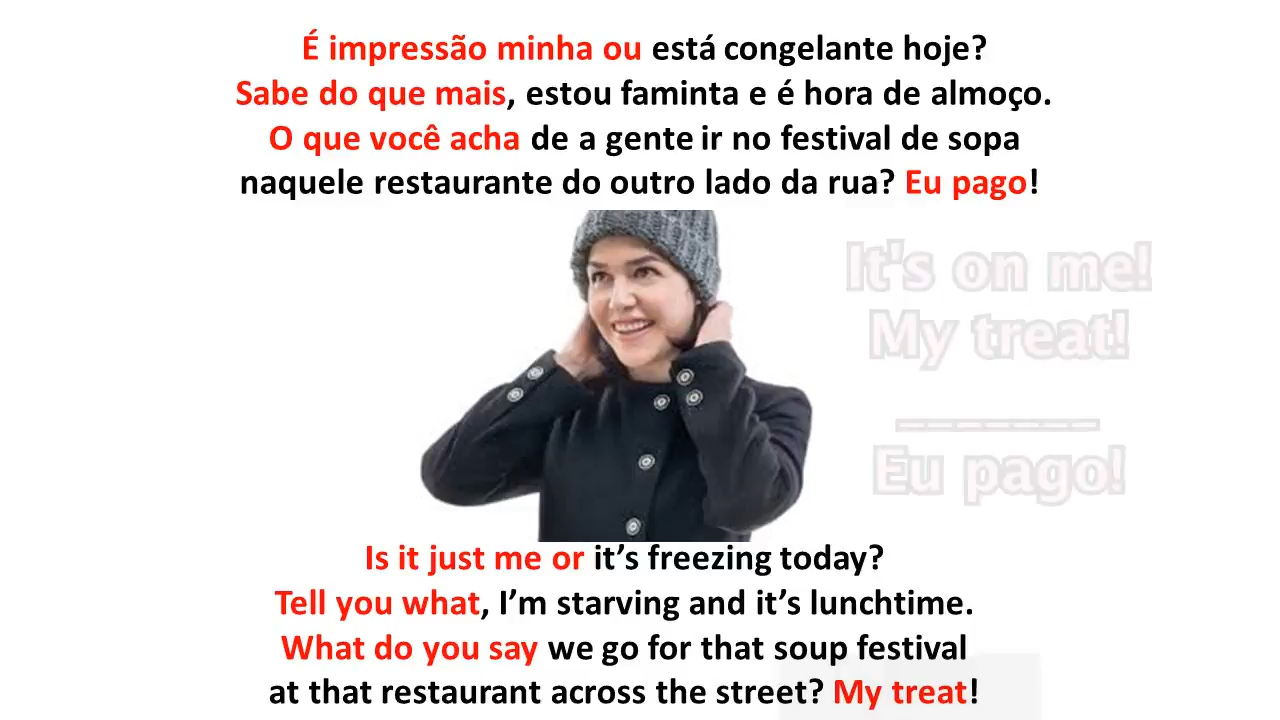 É impressão minha ou está congelante hoje?
Sabe do que mais, estou faminta e é hora de almoço.
O que você acha de a gente ir no festival de sopa
naquele restaurante do outro lado da rua? Eu pago!
It's on me!
My treat!
_______
Eu pago!
Is it just me or it’s freezing today?
Tell you what, I’m starving and it’s lunchtime.
What do you say we go for that soup festival
at that restaurant across the street? My treat!